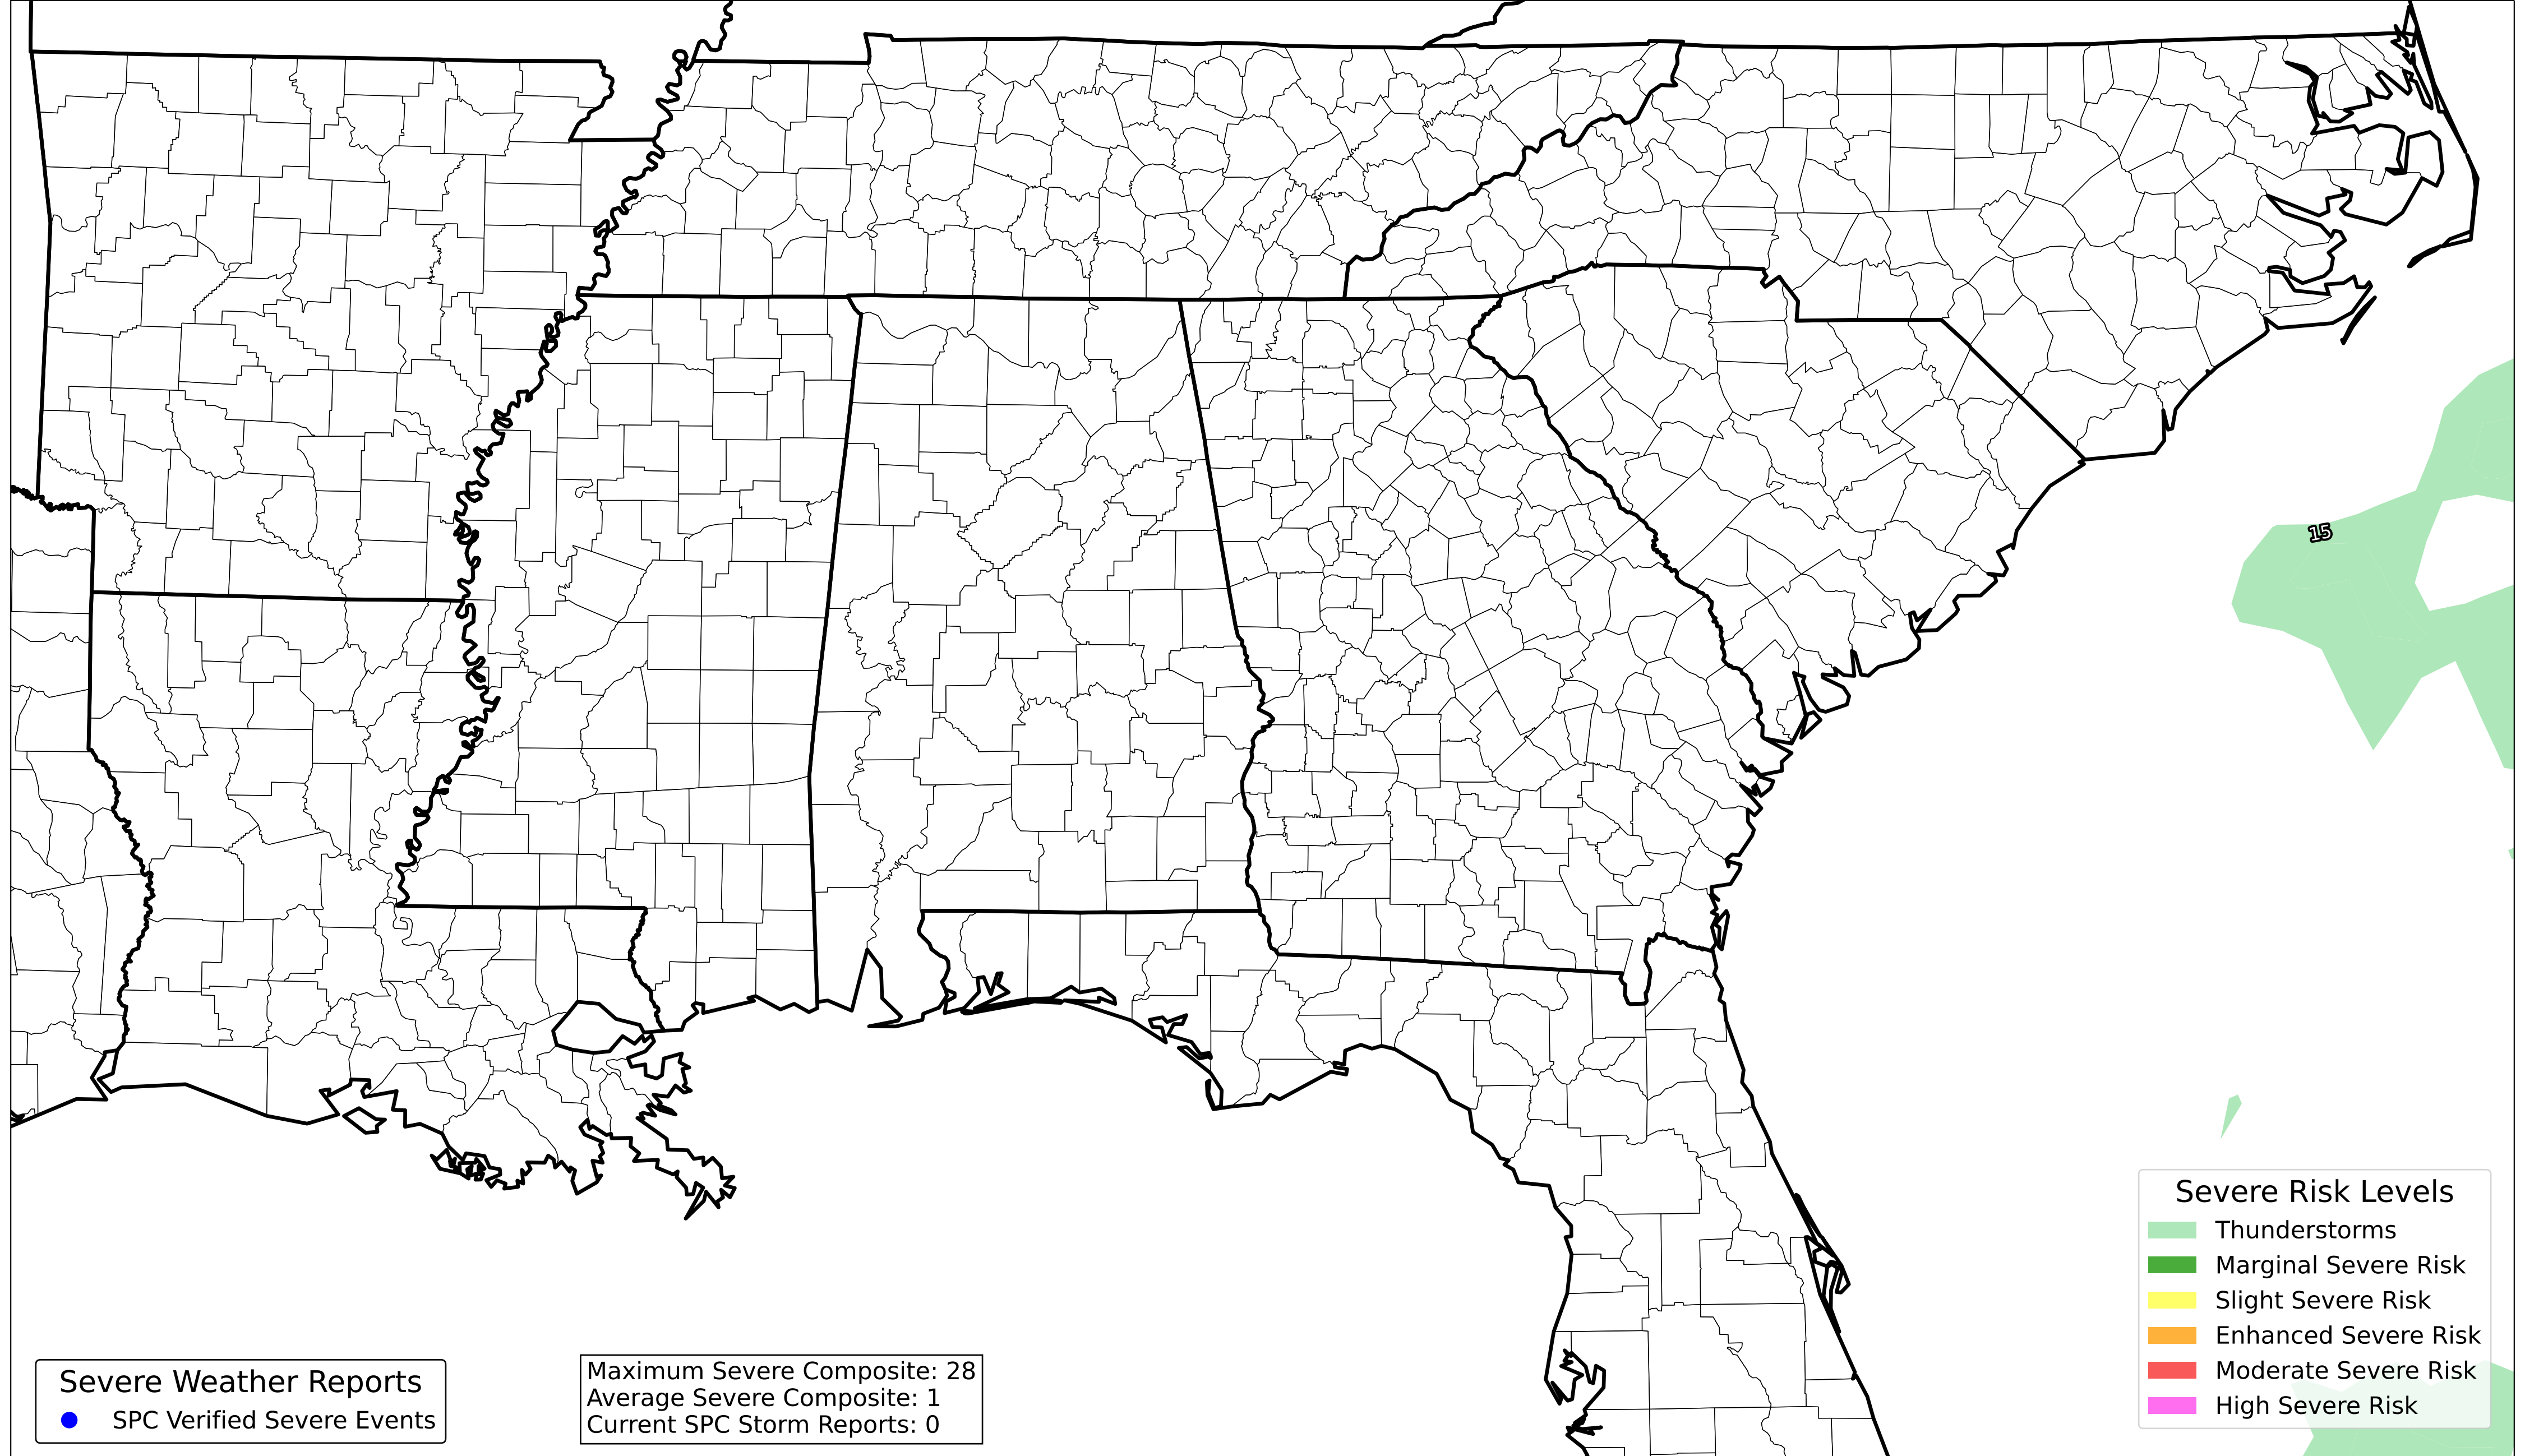 15
Severe Risk Levels
Thunderstorms
Marginal Severe Risk
Slight Severe Risk
Enhanced Severe Risk
Moderate Severe Risk
High Severe Risk
Severe Weather Reports
SPC Verified Severe Events
Maximum Severe Composite: 28
Average Severe Composite: 1
Current SPC Storm Reports: 0